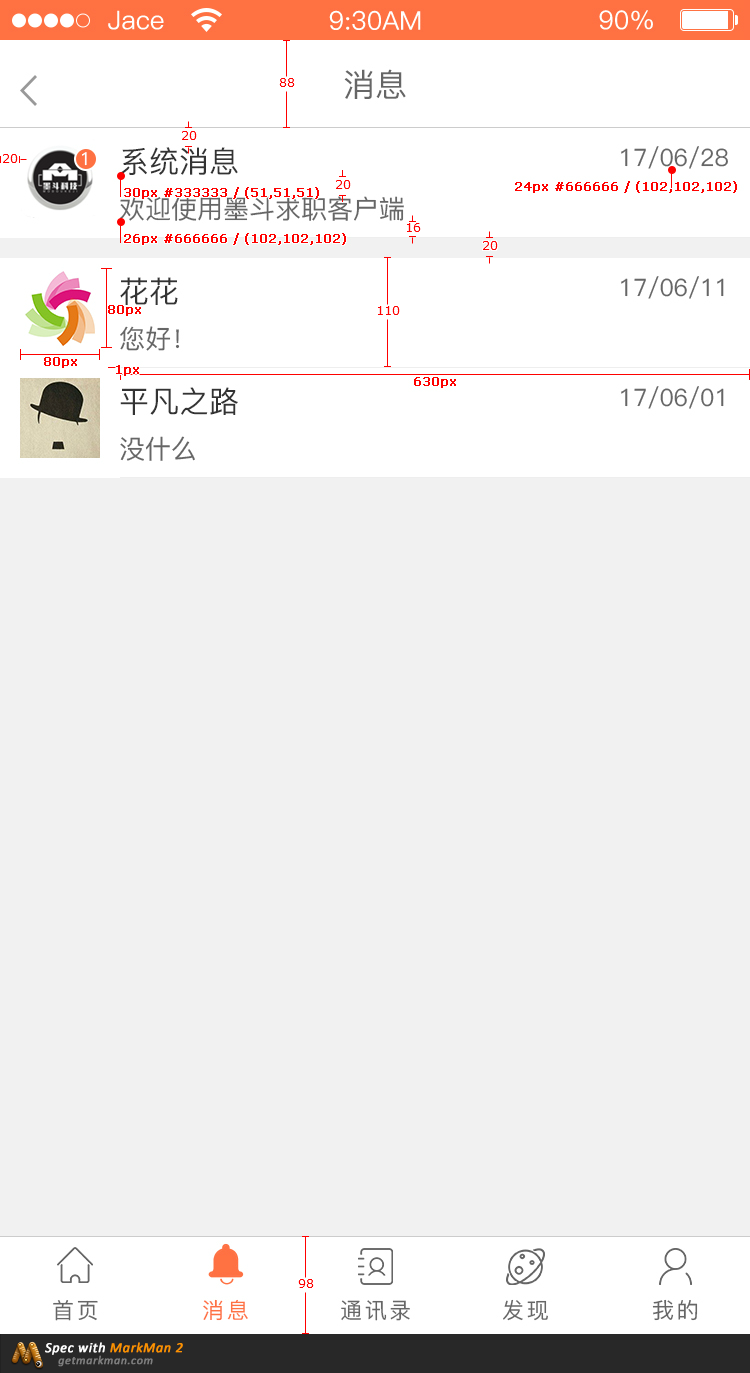 Jace 9:30AM 90%
消息
88
20
20
1
系统消息 17/06/28
30px #333333 / (51,51,51) 20 24px #666666 / (102,102,102)
欢迎使用墨斗求职客户端
16
26px #666666 / (102,102,102)
20
墨斗科技
花花 17/06/11
80px 110
您好!
80px
1px
630px
平凡之路 17/06/01
没什么
98
首页 消息 通讯录 发现 我的
Spec with MarkMan 2
getmarkman.com